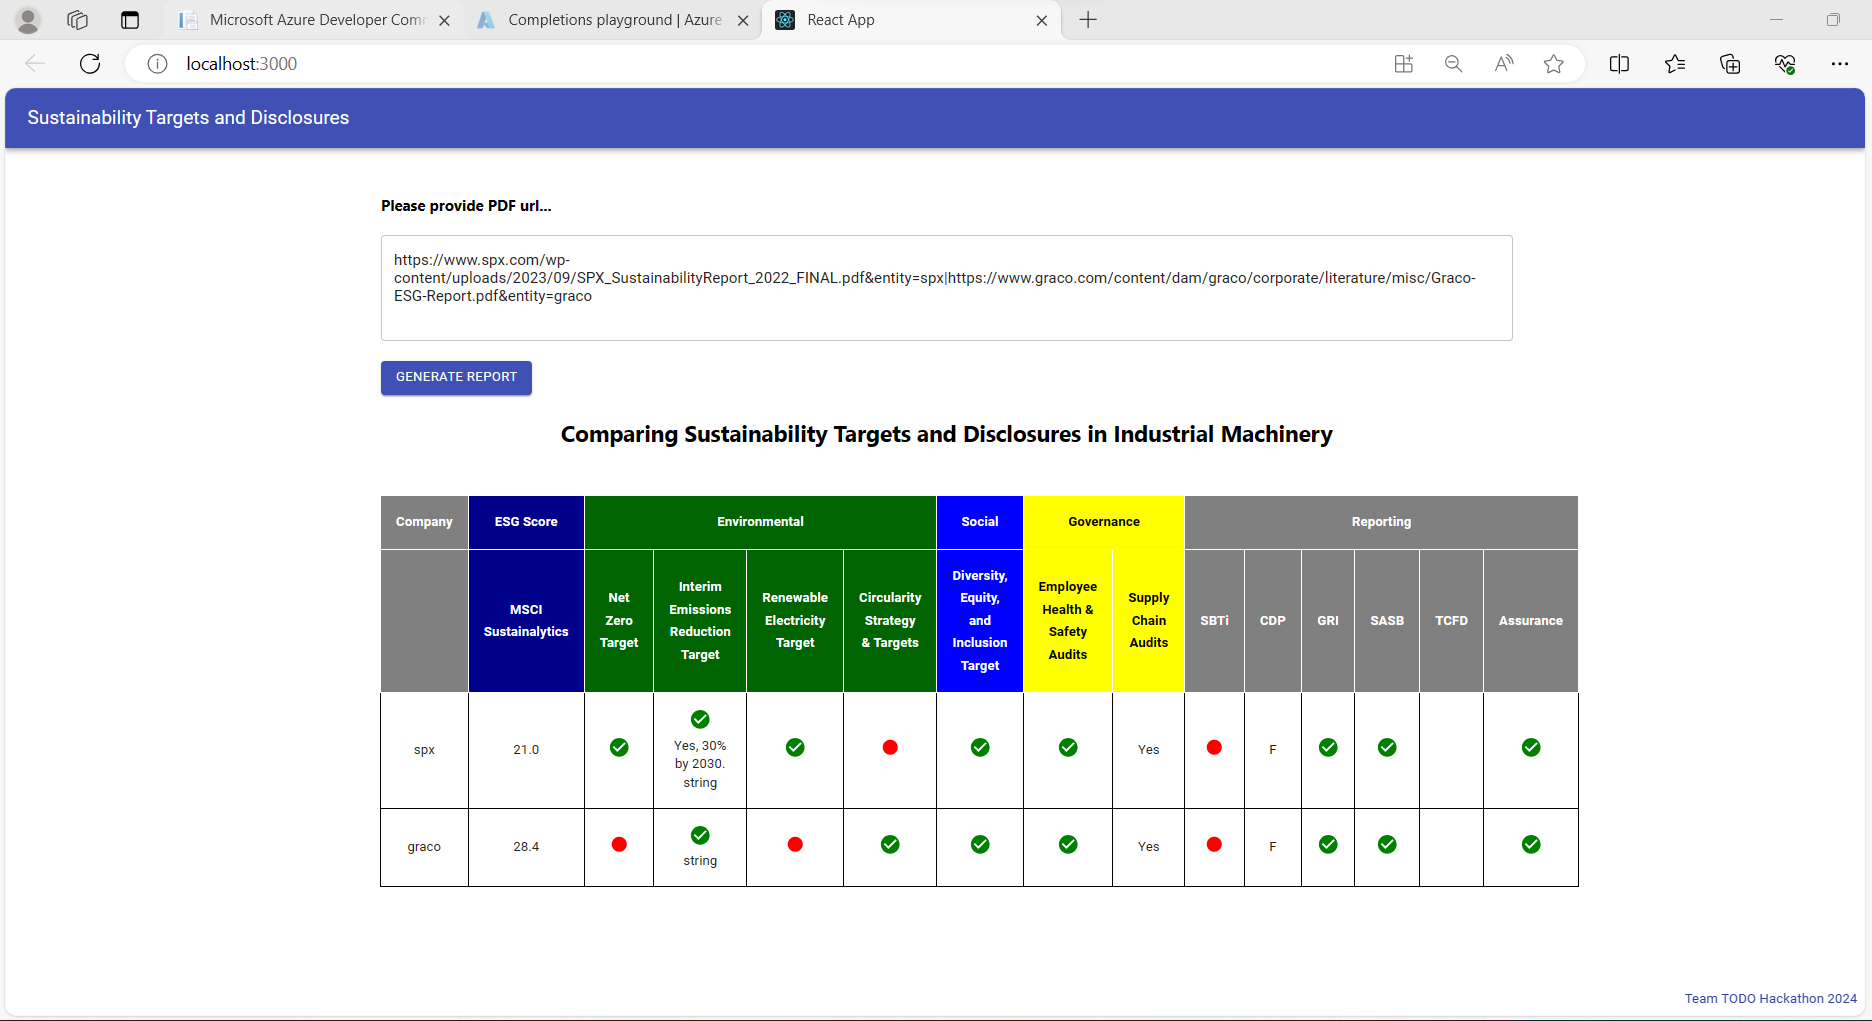 Microsoft Azure Developer Com
Completions playground | Azure
React App
localhost:3000
Sustainability Targets and Disclosures
Please provide PDF url...
https://www.spx.com/wp-
content/uploads/2023/09/SPX_SustainabilityReport_2022_FINAL.pdf&entity=spx|https://www.graco.com/content/dam/graco/corporate/literature/misc/Graco-
ESG-Report.pdf&entity=graco
GENERATE REPORT
Comparing Sustainability Targets and Disclosures in Industrial Machinery
Company ESG Score Environmental Social Governance Reporting
MSCI
Sustainalytics
Net
Zero
Target
Interim
Emissions
Reduction
Target
Renewable
Electricity
Target
Circularity
Strategy
& Targets
Diversity,
Equity,
and
Inclusion
Target
Employee
Health &
Safety
Audits
Supply
Chain
Audits
SBTi
CDP
GRI
SASB
TCFD
Assurance
spx
21.0
Yes, 30%
by 2030.
string
Yes
F
graco
28.4
string
Yes
F
Team TODO Hackathon 2024